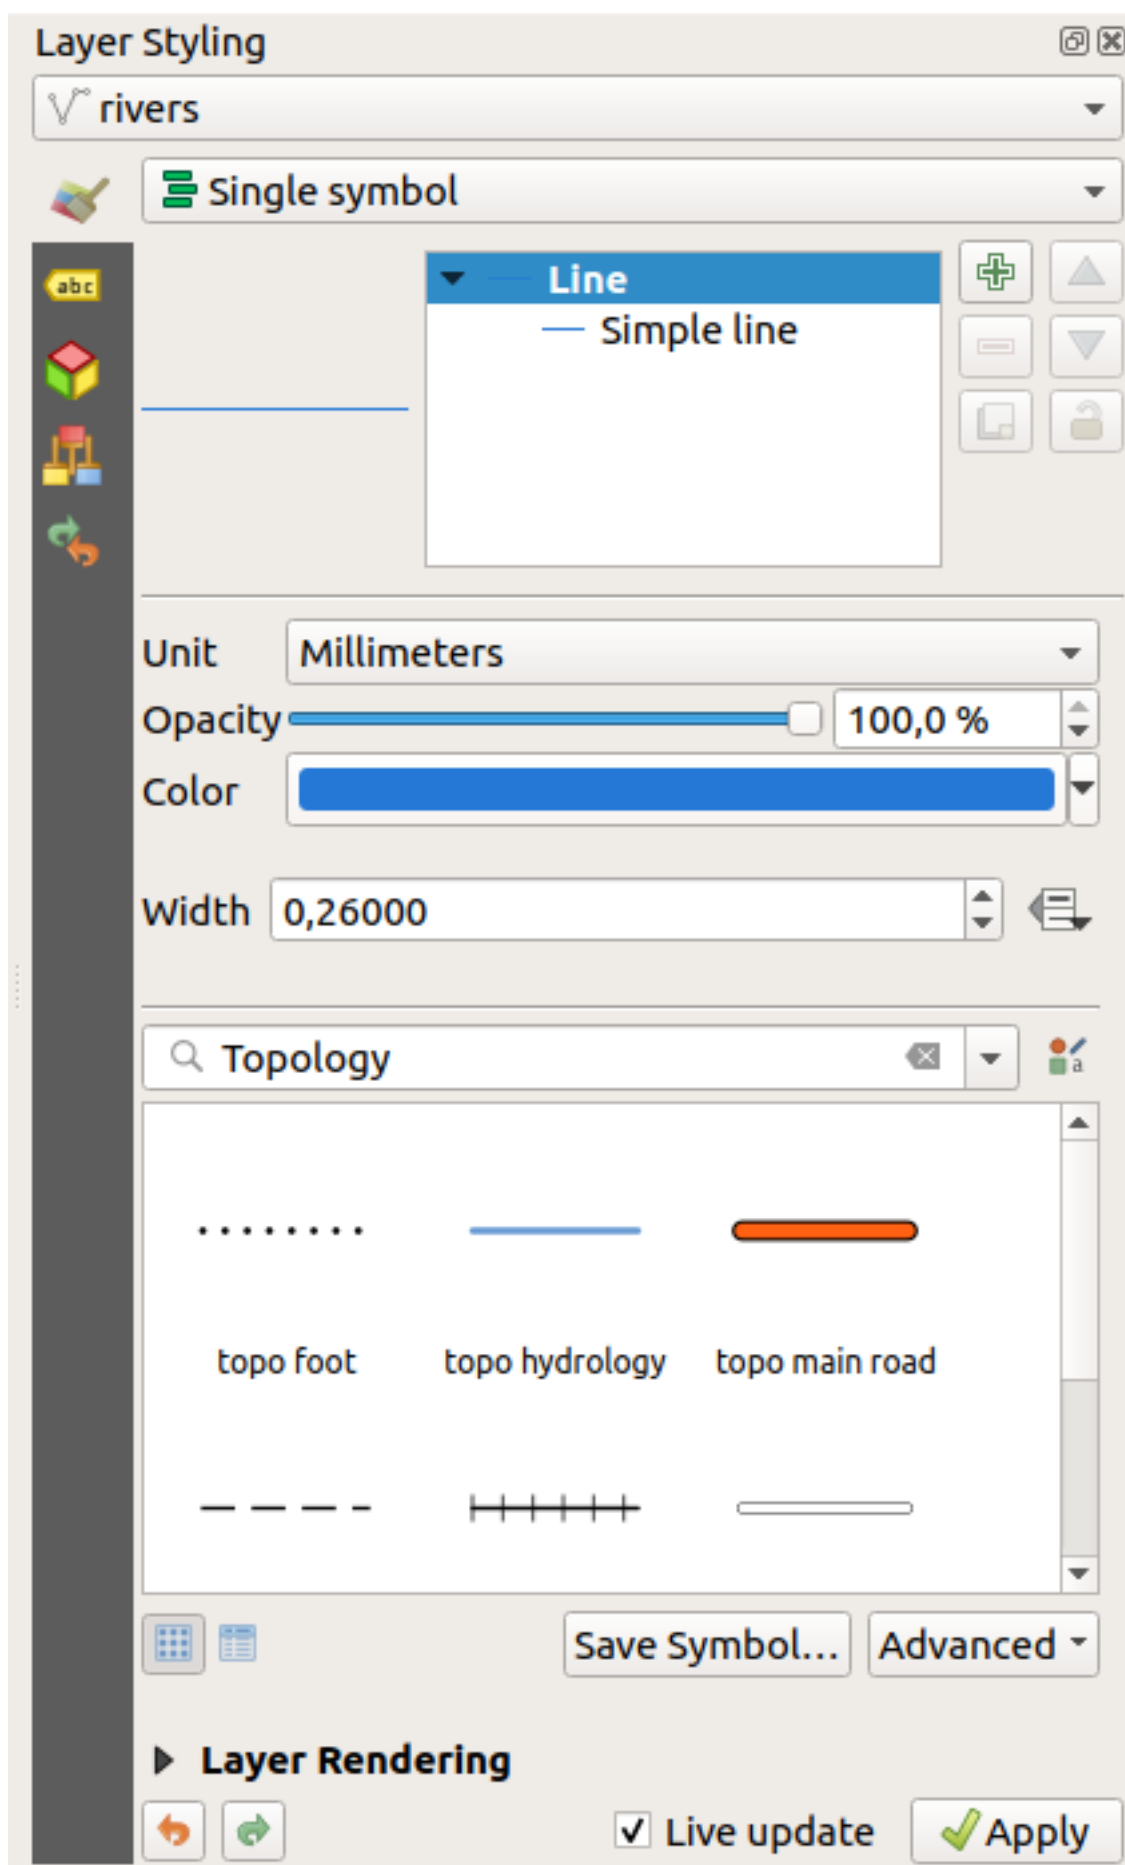 Layer Styling
rivers
Single symbol
abc
Line
Simple line
Unit Millimeters
Opacity 100,0 %
Color
Width 0,26000
Topology
a
topo foot topo hydrology topo main road
Save Symbol... Advanced
Layer Rendering
Live update Apply